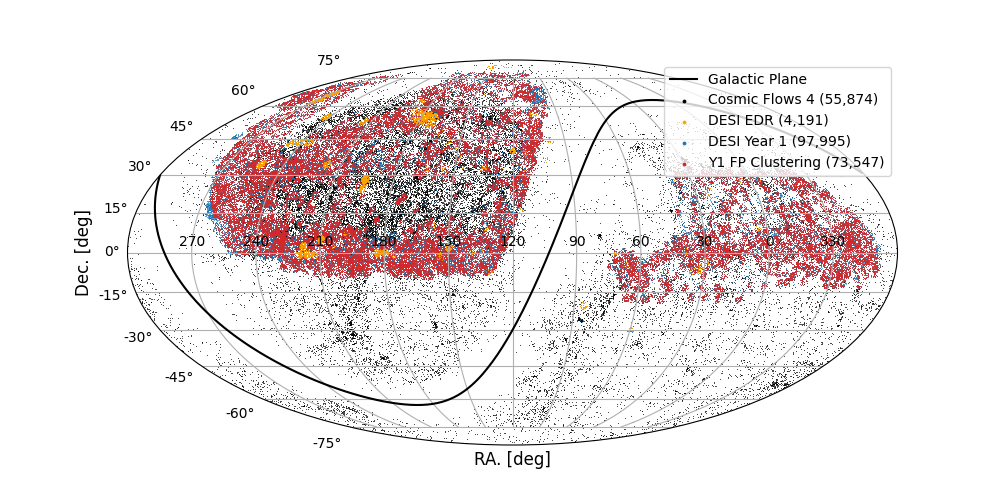 75°
60°
45°
30°
15°
0°
-15°
-30°
-45°
-60°
-75°
270 240 210 180 150 120 90 60 30 0 330
Dec. [deg]
RA. [deg]
Galactic Plane
Cosmic Flows 4 (55,874)
DESI EDR (4,191)
DESI Year 1 (97,995)
Y1 FP Clustering (73,547)